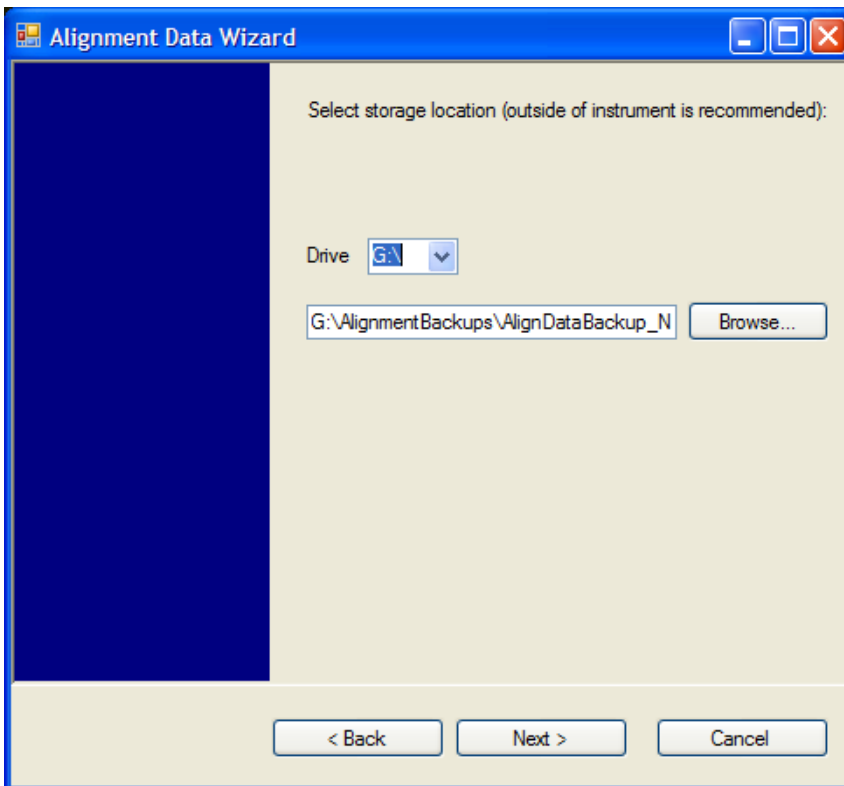 Alignment Data Wizard
Select storage location (outside of instrument is recommended):
Drive G:\
G:\AlignmentBackups\AlignDataBackup_N Browse...
< Back Next > Cancel